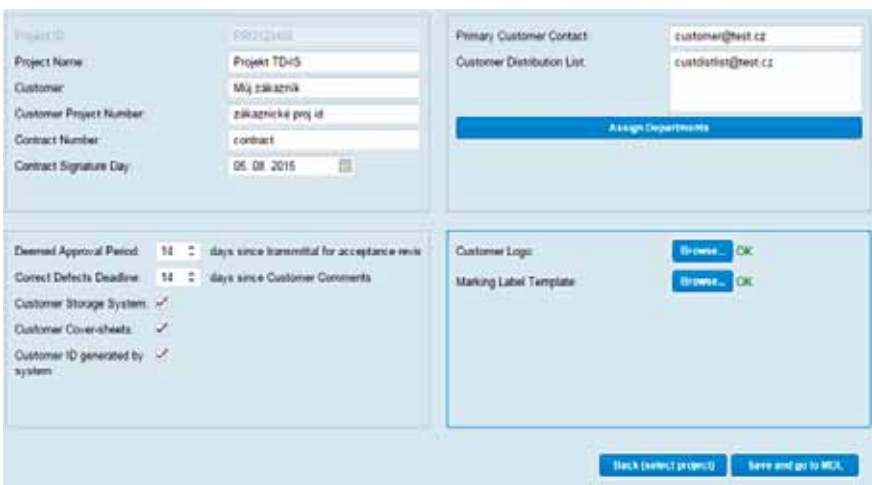 Project ID
Project Name: Projekt TD-IS
Customer: Můj zákazník
Customer Project Number: zákaznické proj id
Contract Number: contract
Contract Signature Day: 05. 08. 2015
Primary Customer Contact: customer@test.cz
Customer Distribution List: custdistlist@test.cz
Assign Departments
Deemed Approval Period: 14 days since transmittal for acceptance revie
Correct Defects Deadline: 14 days since Customer Comments
Customer Storage System:
Customer Cover-sheets:
Customer ID generated by
system
Customer Logo: Browse... OK
Marking Label Template: Browse... OK
Back (select project) Save and go to MDL